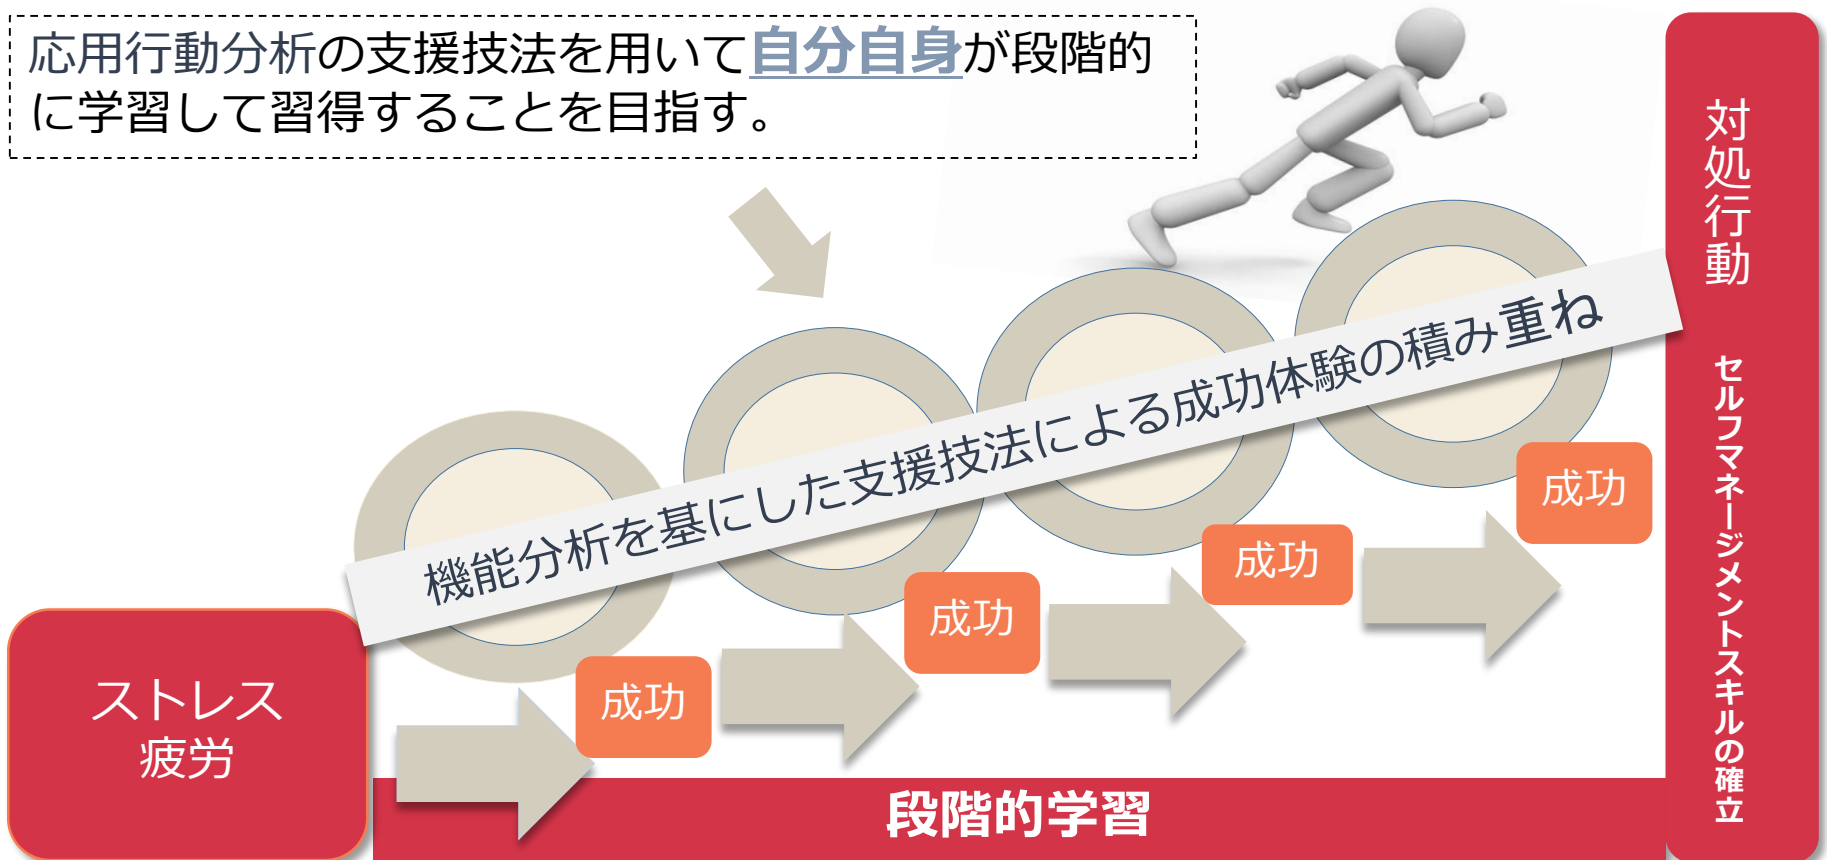 応用行動分析の支援技法を用いて自分自身が段階的
に学習して習得することを目指す。
対処行動 セルフマネージメントスキルの確立
機能分析を基にした支援技法による成功体験の積み重ね
成功
成功
成功
成功
ストレス
疲労
段階的学習